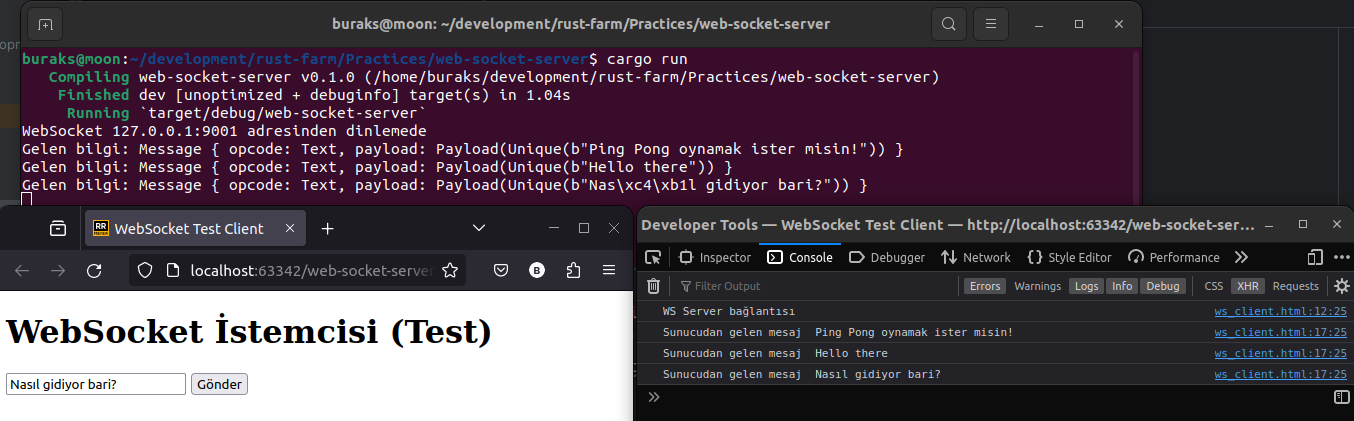 buraks@moon: ~/development/rust-farm/Practices/web-socket-server
buraks@moon:~/development/rust-farm/Practices/web-socket-server$ cargo run
Compiling web-socket-server v0.1.0 (/home/buraks/development/rust-farm/Practices/web-socket-server)
Finished dev [unoptimized + debuginfo] target(s) in 1.04s
Running `target/debug/web-socket-server`
WebSocket 127.0.0.1:9001 adresinden dinlemede
Gelen bilgi: Message { opcode: Text, payload: Payload(Unique(b"Ping Pong oynamak ister misin!")) }
Gelen bilgi: Message { opcode: Text, payload: Payload(Unique(b"Hello there")) }
Gelen bilgi: Message { opcode: Text, payload: Payload(Unique(b"Nas\xc4\xb1l gidiyor bari?")) }
RR WebSocket Test Client
localhost:63342/web-socket-server
B
WebSocket İstemcisi (Test)
Nasıl gidiyor bari? Gönder
Developer Tools — WebSocket Test Client — http://localhost:63342/web-socket-ser...
Inspector Console Debugger Network Style Editor Performance
Filter Output Errors Warnings Logs Info Debug CSS XHR Requests
WS Server bağlantısı ws_client.html:12:25
Sunucudan gelen mesaj Ping Pong oynamak ister misin! ws_client.html:17:25
Sunucudan gelen mesaj Hello there ws_client.html:17:25
Sunucudan gelen mesaj Nasıl gidiyor bari? ws_client.html:17:25